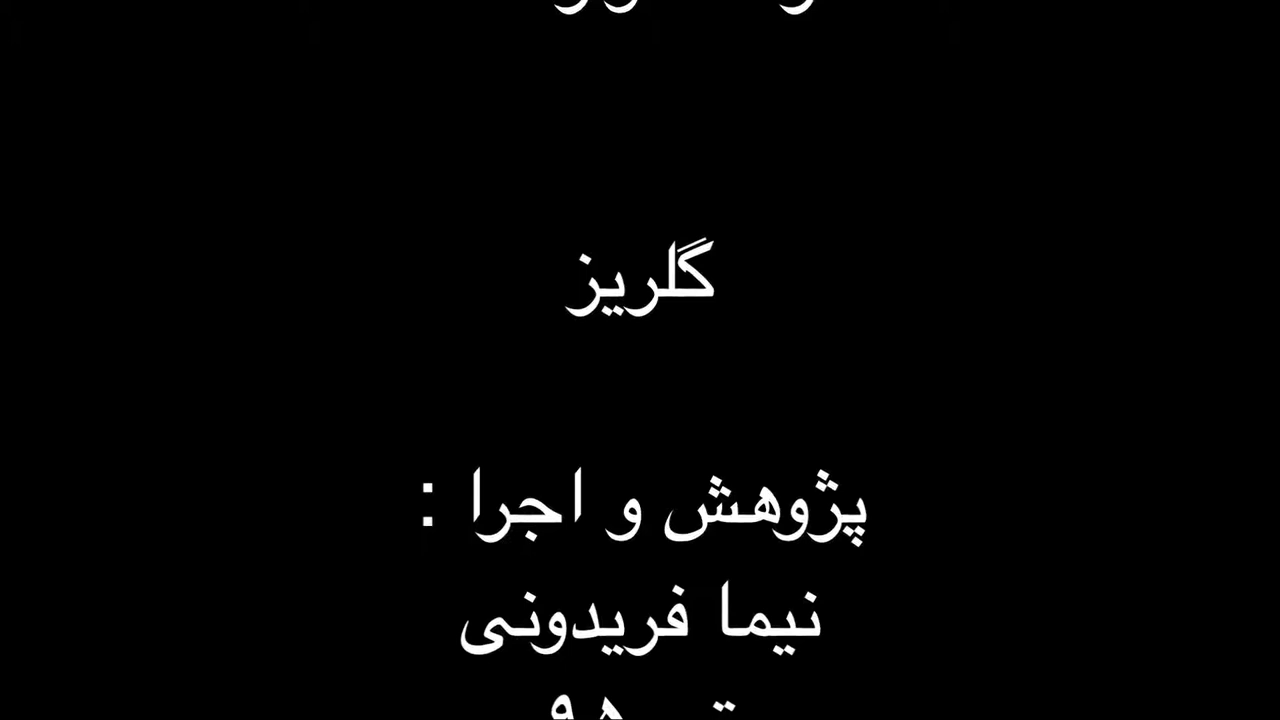 گلریز
پژوهش و اجرا :
نیما فریدونی